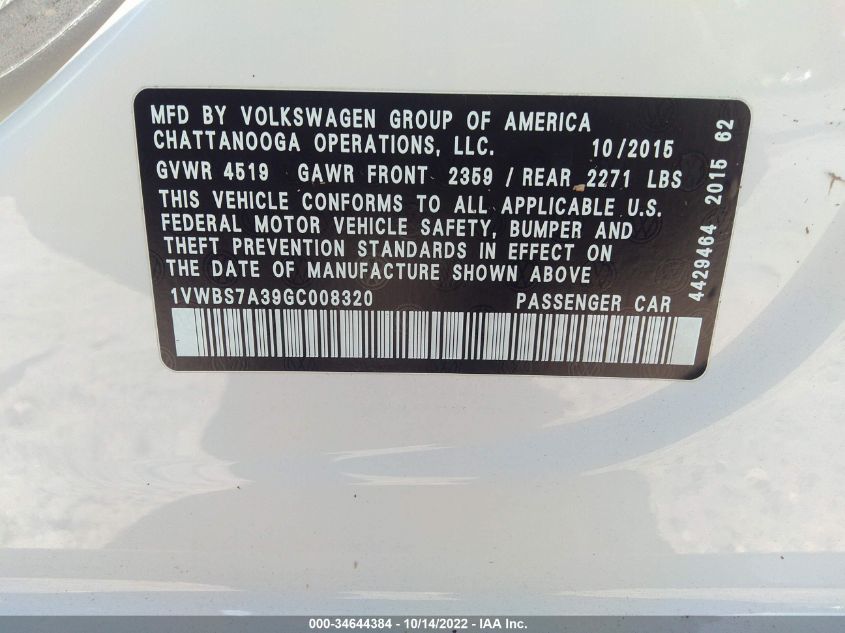 MFD BY VOLKSWAGEN GROUP OF AMERICA
CHATTANOOGA OPERATIONS, LLC. 10/2015
GVWR 4519 GAWR FRONT 2359 / REAR 2271 LBS
THIS VEHICLE CONFORMS TO ALL APPLICABLE U.S.
FEDERAL MOTOR VEHICLE SAFETY, BUMPER AND
THEFT PREVENTION STANDARDS IN EFFECT ON
THE DATE OF MANUFACTURE SHOWN ABOVE
1VWBS7A39GC008320 PASSENGER CAR
4429464 2015 62
000-34644384 - 10/14/2022 - IAA Inc.